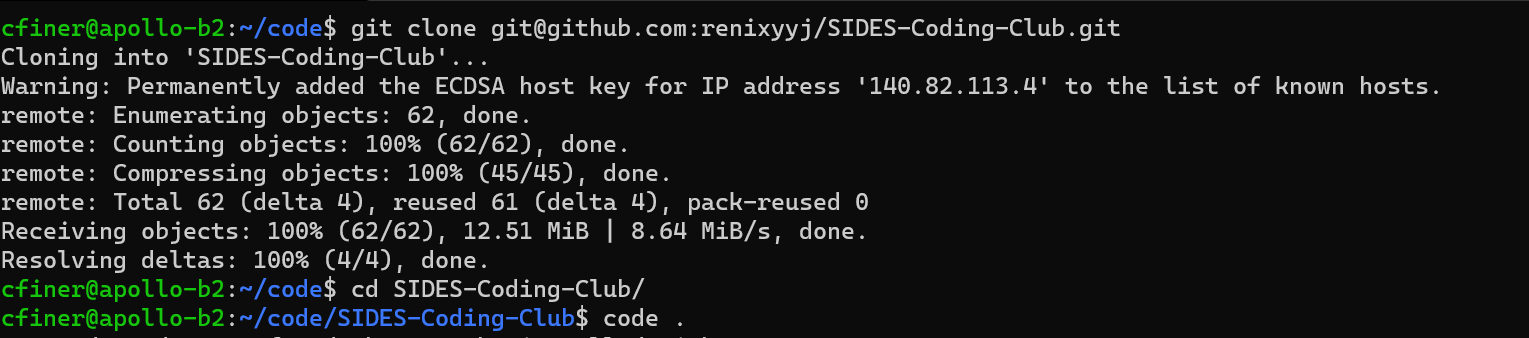 cfiner@apollo-b2:~/code$ git clone git@github.com:renixyyj/SIDES-Coding-Club.git
Cloning into 'SIDES-Coding-Club'...
Warning: Permanently added the ECDSA host key for IP address '140.82.113.4' to the list of known hosts.
remote: Enumerating objects: 62, done.
remote: Counting objects: 100% (62/62), done.
remote: Compressing objects: 100% (45/45), done.
remote: Total 62 (delta 4), reused 61 (delta 4), pack-reused 0
Receiving objects: 100% (62/62), 12.51 MiB | 8.64 MiB/s, done.
Resolving deltas: 100% (4/4), done.
cfiner@apollo-b2:~/code$ cd SIDES-Coding-Club/
cfiner@apollo-b2:~/code/SIDES-Coding-Club$ code .